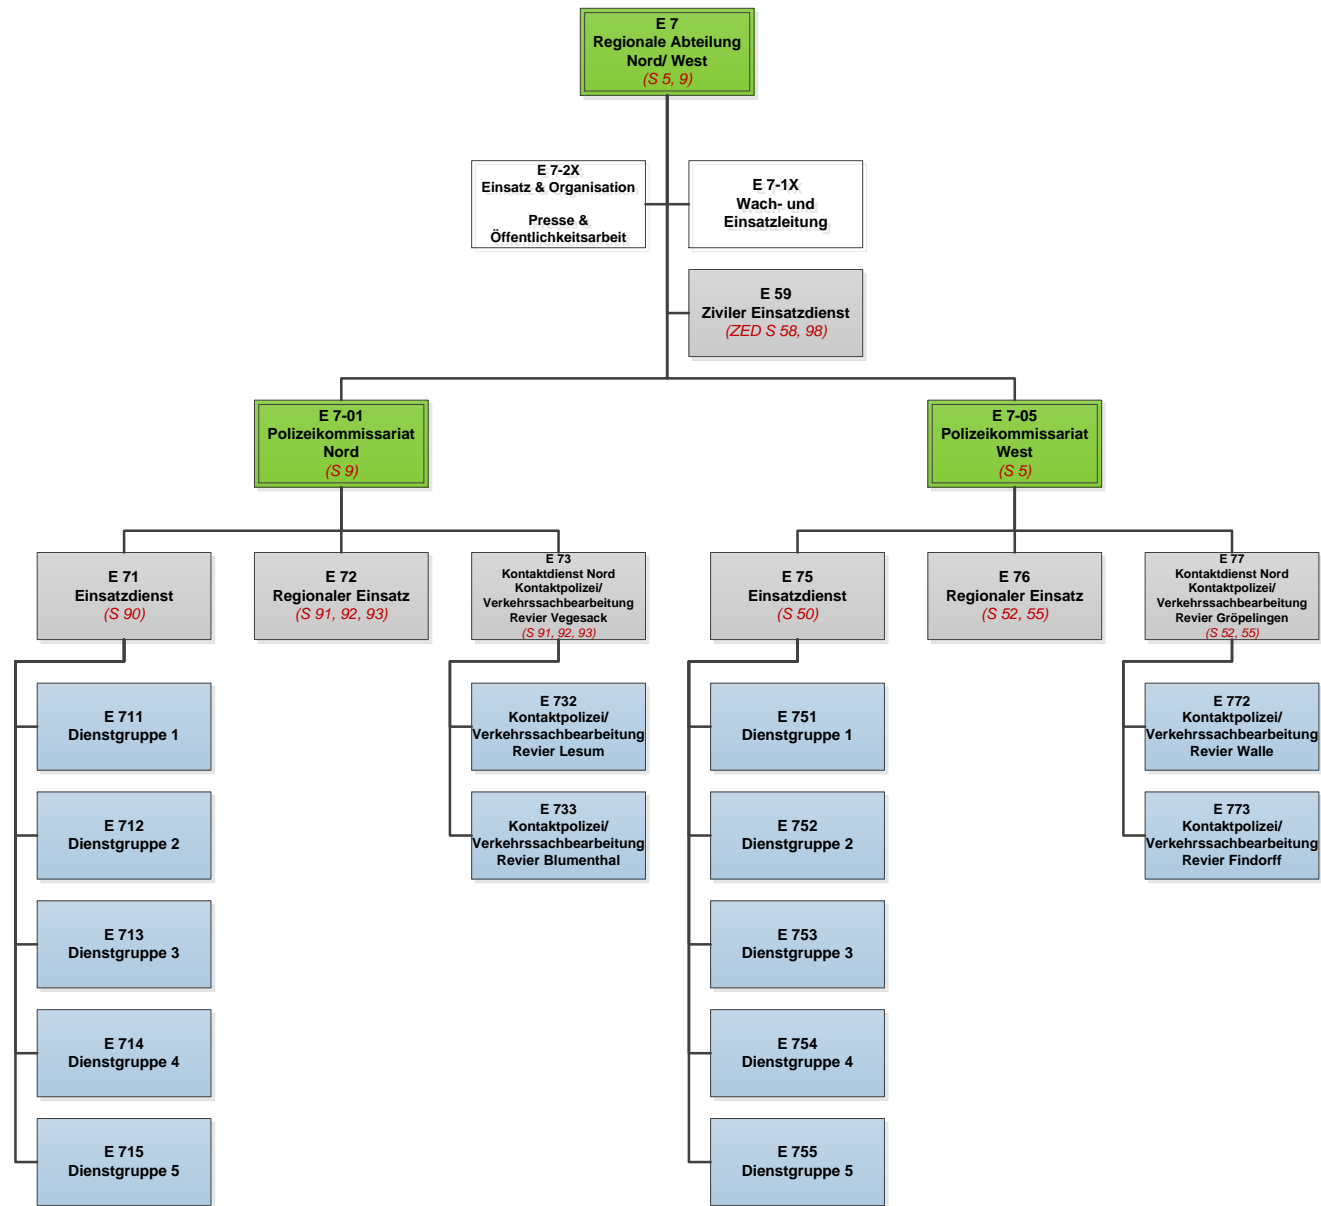 E 7
Regionale Abteilung
Nord/ West
(S 5, 9)
E 7-2X
Einsatz & Organisation
Presse &
Öffentlichkeitsarbeit
E 7-1X
Wach- und
Einsatzleitung
E 59
Ziviler Einsatzdienst
(ZED S 58, 98)
E 7-01
Polizeikommissariat
Nord
(S 9)
E 7-05
Polizeikommissariat
West
(S 5)
E 71
Einsatzdienst
(S 90)
E 72
Regionaler Einsatz
(S 91, 92, 93)
E 73
Kontaktdienst Nord
Kontaktpolizei/
Verkehrssachbearbeitung
Revier Vegesack
(S 91, 92, 93)
E 75
Einsatzdienst
(S 50)
E 76
Regionaler Einsatz
(S 52, 55)
E 77
Kontaktdienst Nord
Kontaktpolizei/
Verkehrssachbearbeitung
Revier Gröpelingen
(S 52, 55)
E 711
Dienstgruppe 1
E 732
Kontaktpolizei/
Verkehrssachbearbeitung
Revier Lesum
E 751
Dienstgruppe 1
E 772
Kontaktpolizei/
Verkehrssachbearbeitung
Revier Walle
E 712
Dienstgruppe 2
E 733
Kontaktpolizei/
Verkehrssachbearbeitung
Revier Blumenthal
E 752
Dienstgruppe 2
E 773
Kontaktpolizei/
Verkehrssachbearbeitung
Revier Findorff
E 713
Dienstgruppe 3
E 753
Dienstgruppe 3
E 714
Dienstgruppe 4
E 754
Dienstgruppe 4
E 715
Dienstgruppe 5
E 755
Dienstgruppe 5